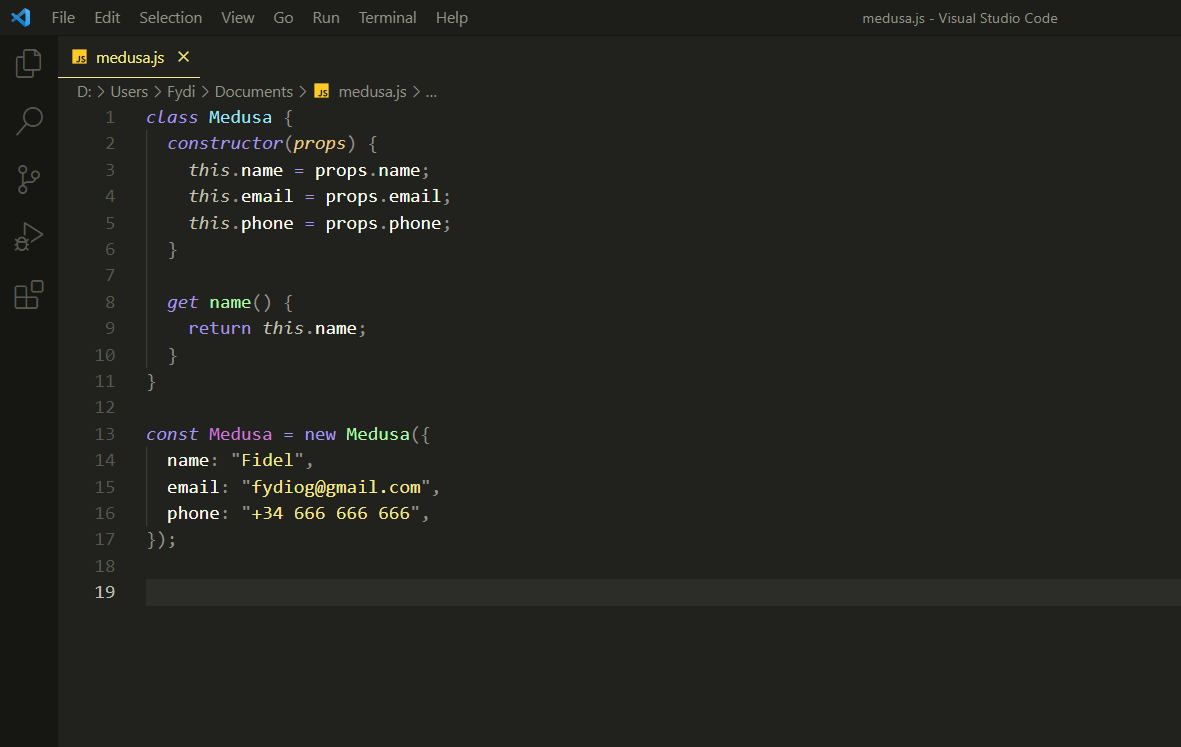 File Edit Selection View Go Run Terminal Help medusa.js - Visual Studio Code
JS medusa.js ×
D: > Users > Fydi > Documents > JS medusa.js > ...
1 class Medusa {
2 constructor(props) {
3 this.name = props.name;
4 this.email = props.email;
5 this.phone = props.phone;
6 }
7
8 get name() {
9 return this.name;
10 }
11 }
12
13 const Medusa = new Medusa({
14 name: "Fidel",
15 email: "fydiog@gmail.com",
16 phone: "+34 666 666 666",
17 });
18
19